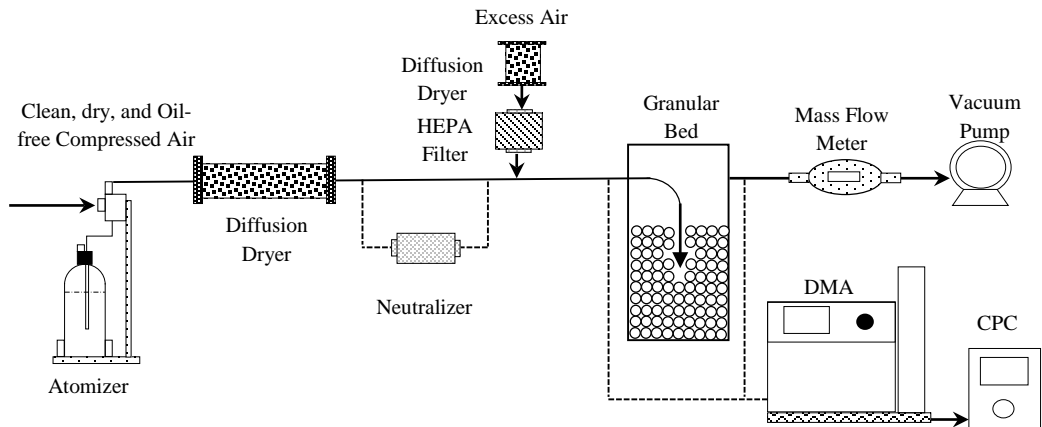 Excess Air
Diffusion
Dryer
HEPA
Filter
Clean, dry, and Oil-
free Compressed Air
Diffusion
Dryer
Neutralizer
Atomizer
Granular
Bed
Mass Flow
Meter
Vacuum
Pump
DMA
CPC